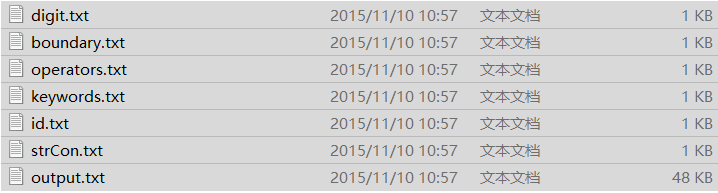 digit.txt 2015/11/10 10:57 文本文档 1 KB
boundary.txt 2015/11/10 10:57 文本文档 1 KB
operators.txt 2015/11/10 10:57 文本文档 1 KB
keywords.txt 2015/11/10 10:57 文本文档 1 KB
id.txt 2015/11/10 10:57 文本文档 1 KB
strCon.txt 2015/11/10 10:57 文本文档 1 KB
output.txt 2015/11/10 10:57 文本文档 48 KB